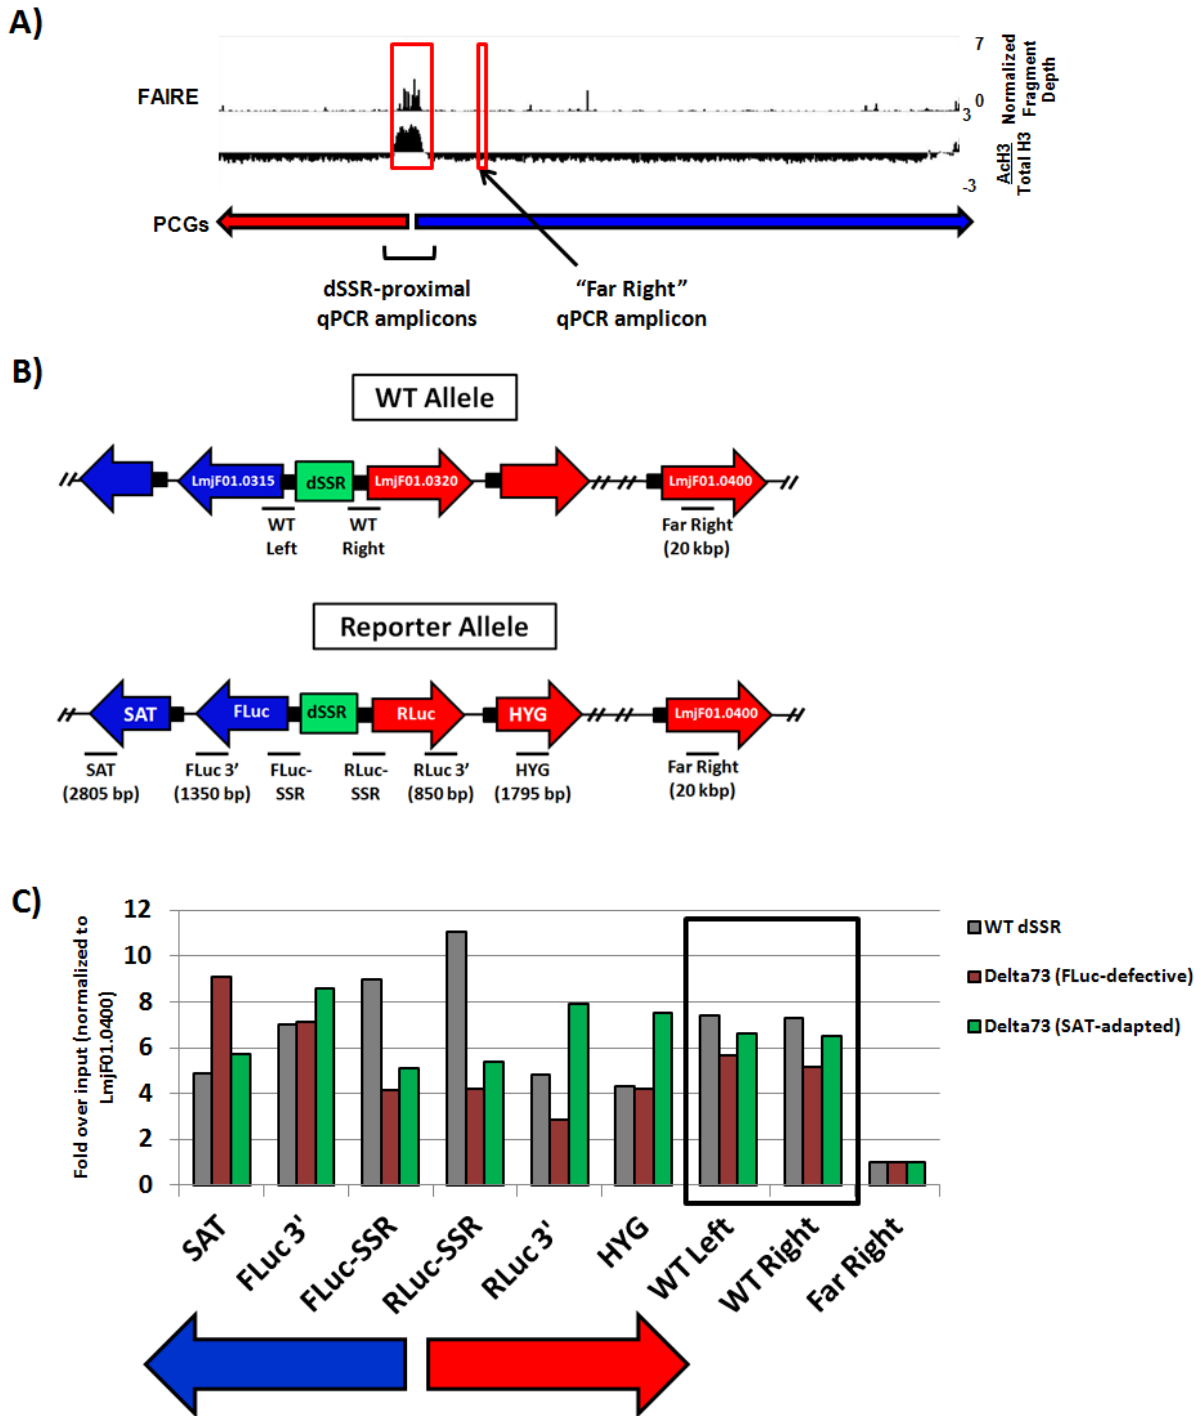 A)
FAIRE
7
0
3
-3
Normalized
Fragment
Depth
AcH3
Total H3
PCGs
dSSR-proximal
qPCR amplicons
“Far Right”
qPCR amplicon
B)
WT Allele
LmjF01.0315
dSSR
LmjF01.0320
LmjF01.0400
WT
Left
WT
Right
Far Right
(20 kbp)
Reporter Allele
SAT
FLuc
dSSR
RLuc
HYG
LmjF01.0400
SAT
(2805 bp)
FLuc 3’
(1350 bp)
FLuc-
SSR
RLuc-
SSR
RLuc 3’
(850 bp)
HYG
(1795 bp)
Far Right
(20 kbp)
C)
Fold over input (normalized to
LmjF01.0400)
12
10
8
6
4
2
0
SAT
FLuc 3'
FLuc-SSR
RLuc-SSR
RLuc 3'
HYG
WT Left
WT Right
Far Right
WT dSSR
Delta73 (FLuc-defective)
Delta73 (SAT-adapted)